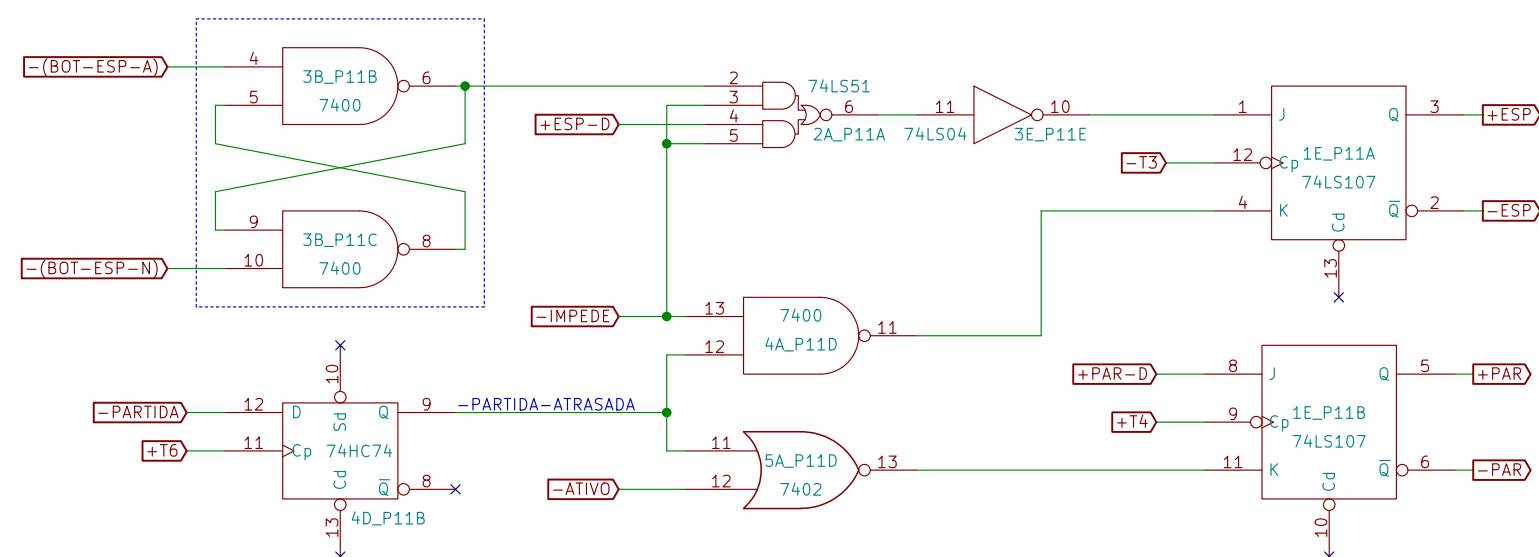 -(BOT-ESP-A)
4
5
3B_P11B
7400
6
9
10
3B_P11C
7400
8
-(BOT-ESP-N)
+ESP-D
2
3
4
5
74LS51
6
2A_P11A
11
74LS04
10
3E_P11E
-T3
1
12
4
J
Cp
K
1E_P11A
74LS107
Q
Q
Cd
13
3
2
+ESP
-ESP
-IMPEDE
13
12
7400
4A_P11D
11
-PARTIDA
+T6
12
11
10
D
Cp
Sd
74HC74
Cd
Q
Q
9
8
13
4D_P11B
-PARTIDA-ATRASADA
-ATIVO
11
12
5A_P11D
7402
13
+PAR-D
+T4
8
9
11
J
Cp
K
1E_P11B
74LS107
Q
Q
Cd
10
5
6
+PAR
-PAR